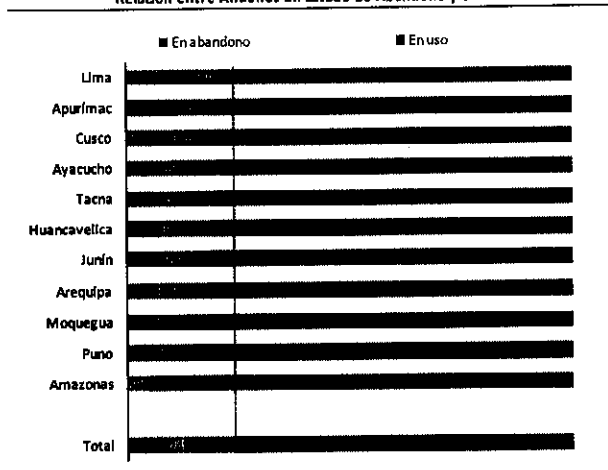 En abandono En uso
Lima
Apurímac
Cusco
Ayacucho
Tacna
Huancavelica
Junín
Arequipa
Moquegua
Puno
Amazonas
Total